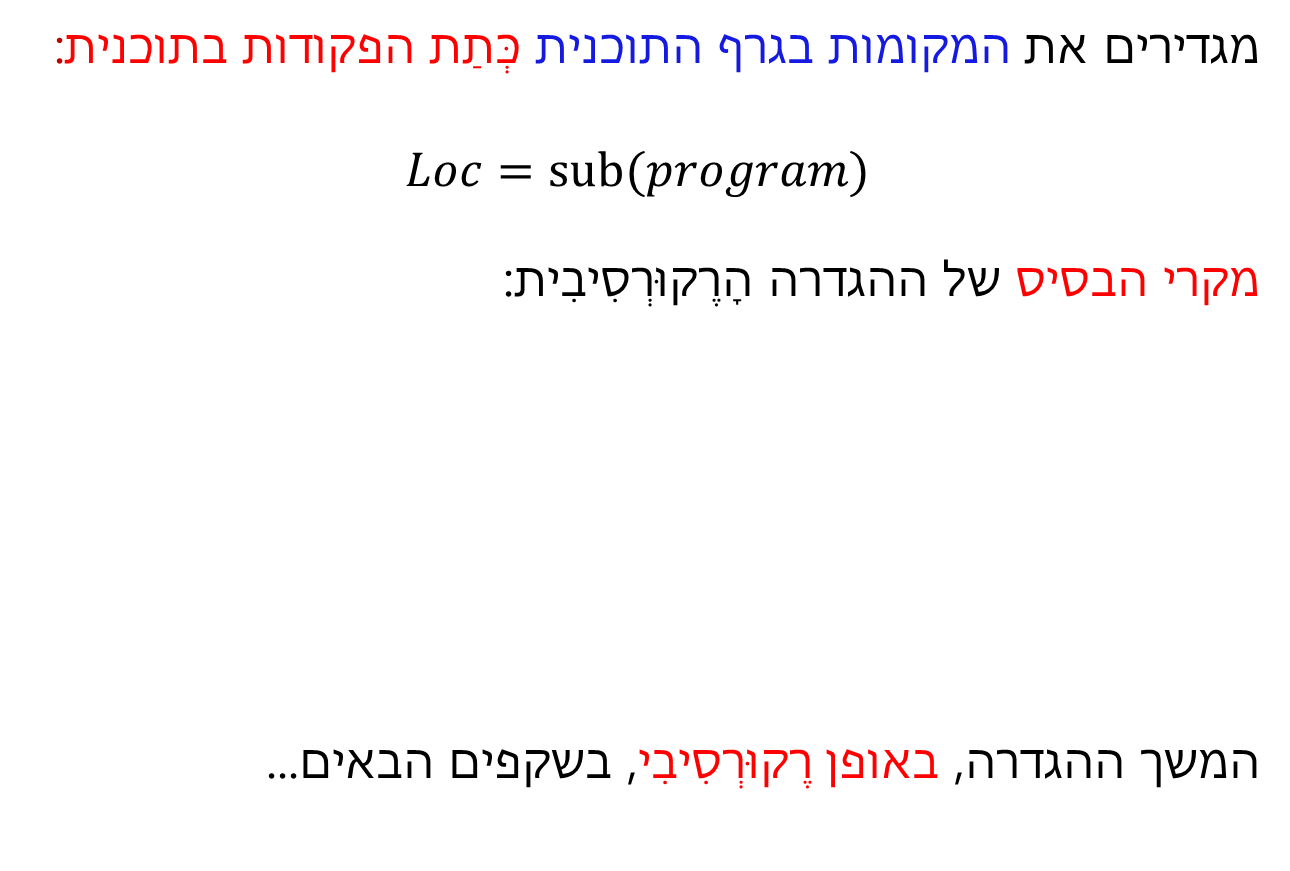 מגדירים את המקומות בגרף התוכנית כְּתַת הפקודות בתוכנית:
Loc = sub(program)
מקרי הבסיס של ההגדרה הָרֶקוּרְסִיבִית:
המשך ההגדרה, באופן רֶקוּרְסִיבִי, בשקפים הבאים...